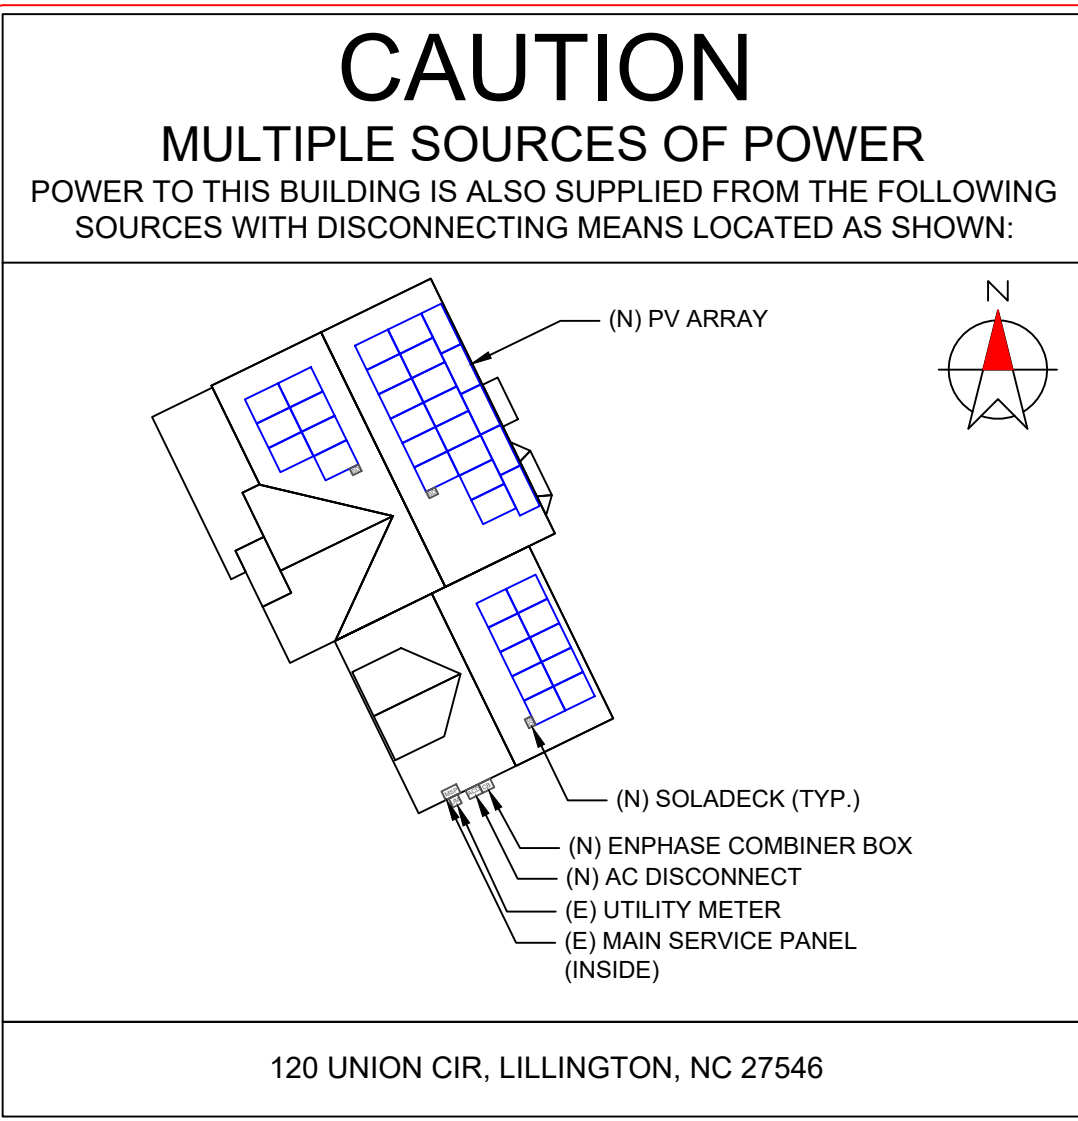 CAUTION
MULTIPLE SOURCES OF POWER
POWER TO THIS BUILDING IS ALSO SUPPLIED FROM THE FOLLOWING
SOURCES WITH DISCONNECTING MEANS LOCATED AS SHOWN:
N
(N) PV ARRAY
(N) SOLADECK (TYP.)
(N) ENPHASE COMBINER BOX
(N) AC DISCONNECT
(E) UTILITY METER
(E) MAIN SERVICE PANEL
(INSIDE)
120 UNION CIR, LILLINGTON, NC 27546